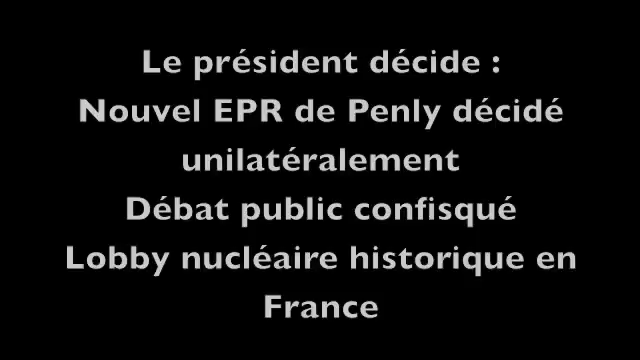 Le président décide :
Nouvel EPR de Penly décidé
unilatéralement
Débat public confisqué
Lobby nucléaire historique en
France